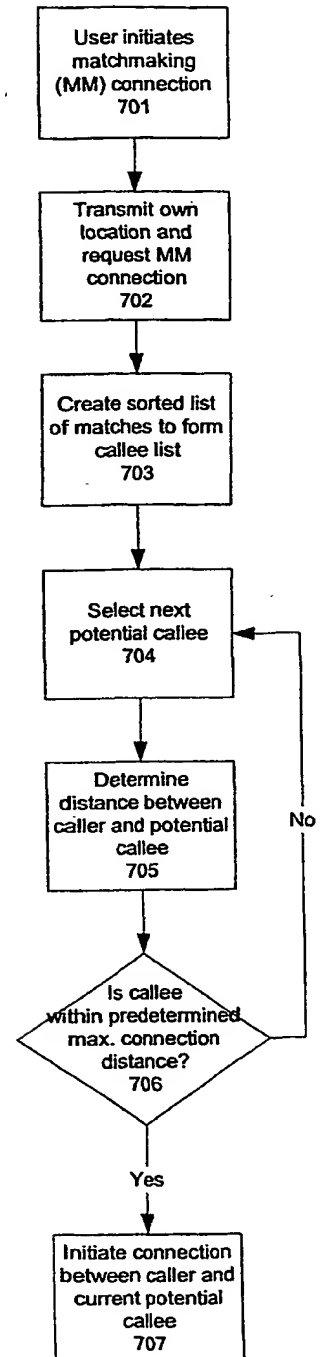 User initiates
matchmaking
(MM) connection
701
Transmit own
location and
request MM
connection
702
Create sorted list
of matches to form
callee list
703
Select next
potential callee
704
Determine
distance between
caller and potential
callee
705
No
Is callee
within predetermined
max. connection
distance?
706
Yes
Initiate connection
between caller and
current potential
callee
707